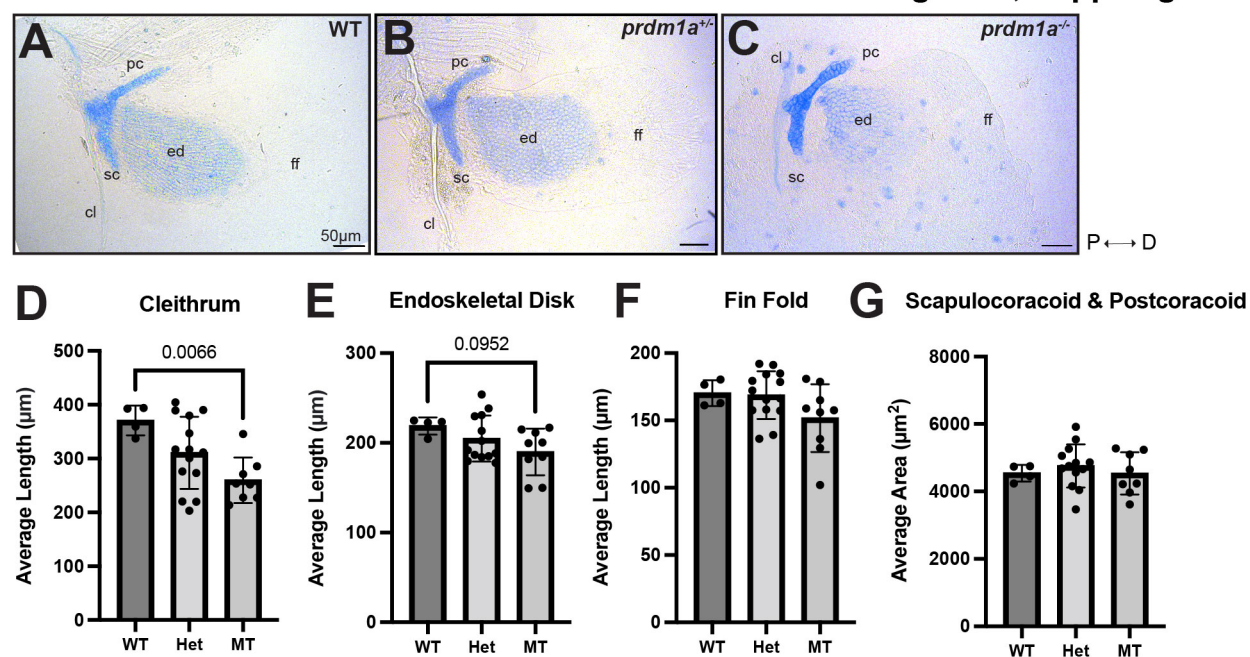 A
WT
pc
ed
ff
sc
cl
50µm
B
prdm1a+/-
pc
ed
ff
sc
cl
C
prdm1a-/-
cl
pc
ed
ff
sc
P ⟷ D
D
Cleithrum
0.0066
Average Length (µm)
500
400
300
200
100
0
WT Het MT
E
Endoskeletal Disk
0.0952
Average Length (µm)
300
200
100
0
WT Het MT
F
Fin Fold
Average Length (µm)
200
150
100
50
0
WT Het MT
G
Scapulocoracoid & Postcoracoid
Average Area (µm²)
8000
6000
4000
2000
0
WT Het MT